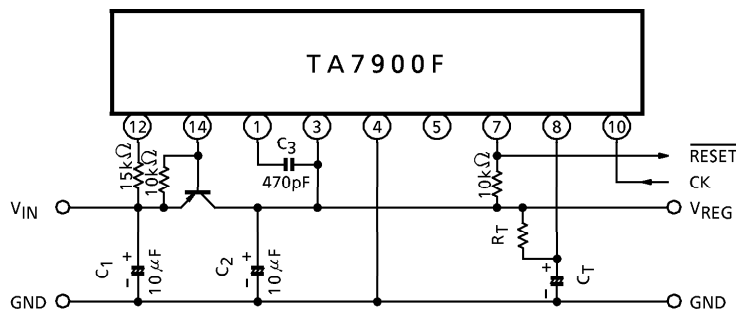 TA7900F
12 14 1 3 4 5 7 8 10
15kΩ
10kΩ
C3
470pF
10kΩ
RESET
CK
VIN
VREG
RT
C1
+
-
10μF
C2
+
-
10μF
+
-
CT
GND
GND